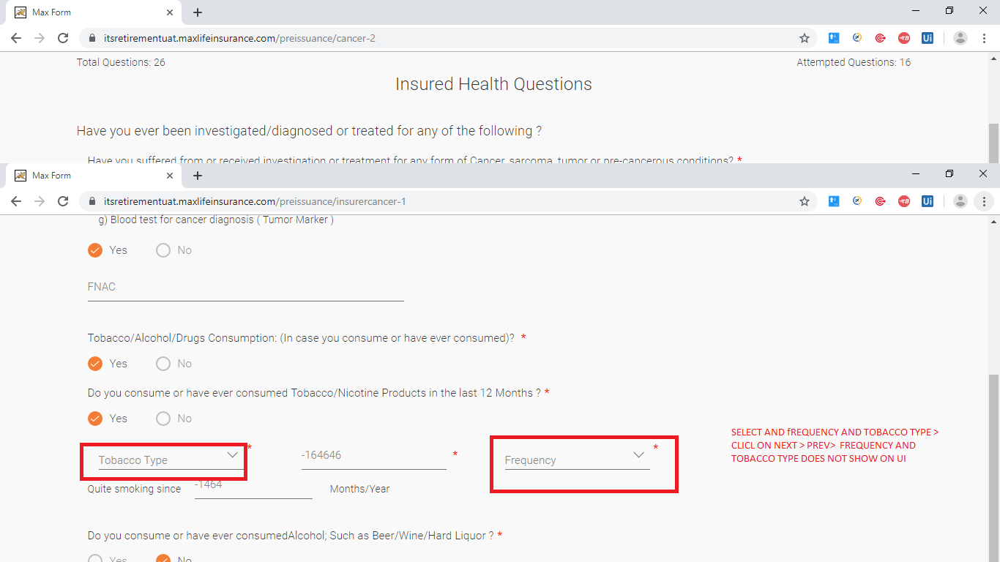 Max Form
itsretirementuat.maxlifeinsurance.com/preissuance/cancer-2
Total Questions: 26
Attempted Questions: 16
Insured Health Questions
Have you ever been investigated/diagnosed or treated for any of the following ?
Have you suffered from or received investigation or treatment for any form of Cancer, sarcoma, tumor or pre-cancerous conditions? *
Max Form
itsretirementuat.maxlifeinsurance.com/preissuance/insurercancer-1
g) Blood test for cancer diagnosis ( Tumor Marker )
Yes No
FNAC
Tobacco/Alcohol/Drugs Consumption: (In case you consume or have ever consumed)? *
Yes No
Do you consume or have ever consumed Tobacco/Nicotine Products in the last 12 Months ? *
Yes No
Tobacco Type * -164646 * Frequency *
SELECT AND fREQUENCY AND TOBACCO TYPE >
CLICL ON NEXT > PREV> FREQUENCY AND
TOBACCO TYPE DOES NOT SHOW ON UI
Quite smoking since -1464 Months/Year
Do you consume or have ever consumedAlcohol; Such as Beer/Wine/Hard Liquor ? *
Yes No